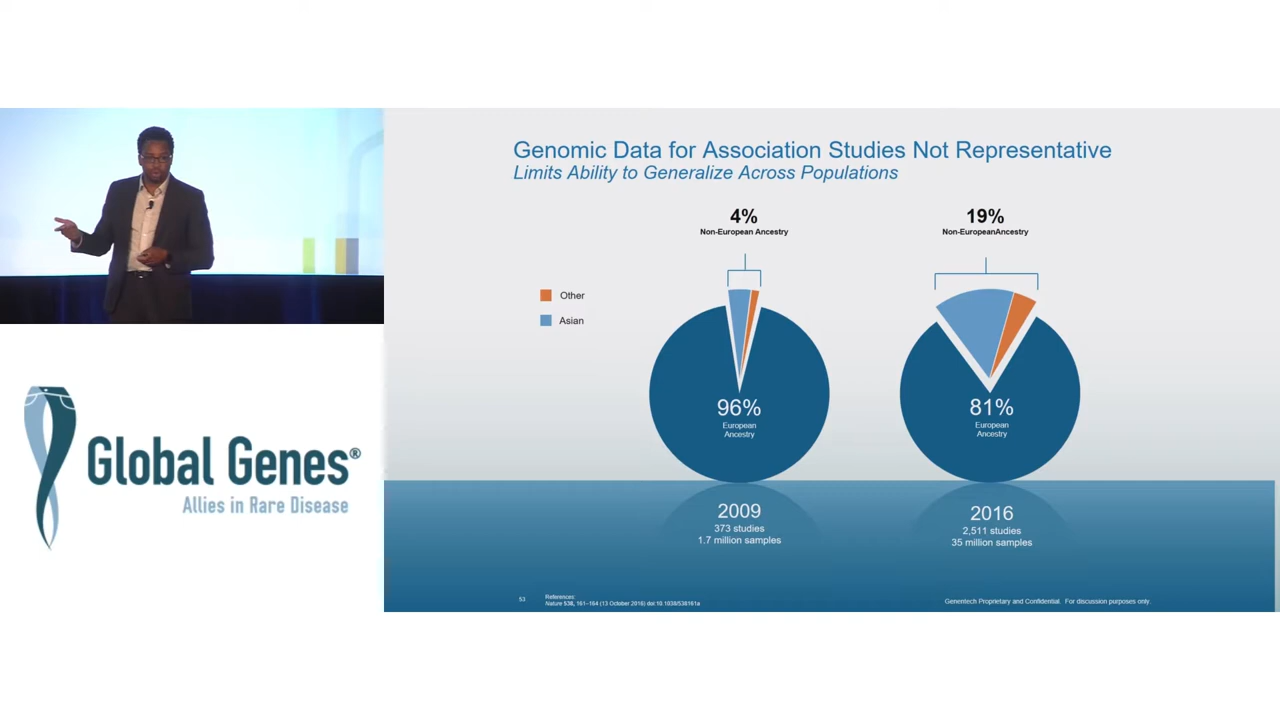 Genomic Data for Association Studies Not Representative
Limits Ability to Generalize Across Populations
4%
Non-European Ancestry
19%
Non-EuropeanAncestry
Other
Asian
96%
European
Ancestry
81%
European
Ancestry
2009
373 studies
1.7 million samples
2016
2,511 studies
35 million samples
53
References:
Nature 538, 161–164 (13 October 2016) doi:10.1038/538161a
Genentech Proprietary and Confidential. For discussion purposes only.
Global Genes®
Allies in Rare Disease